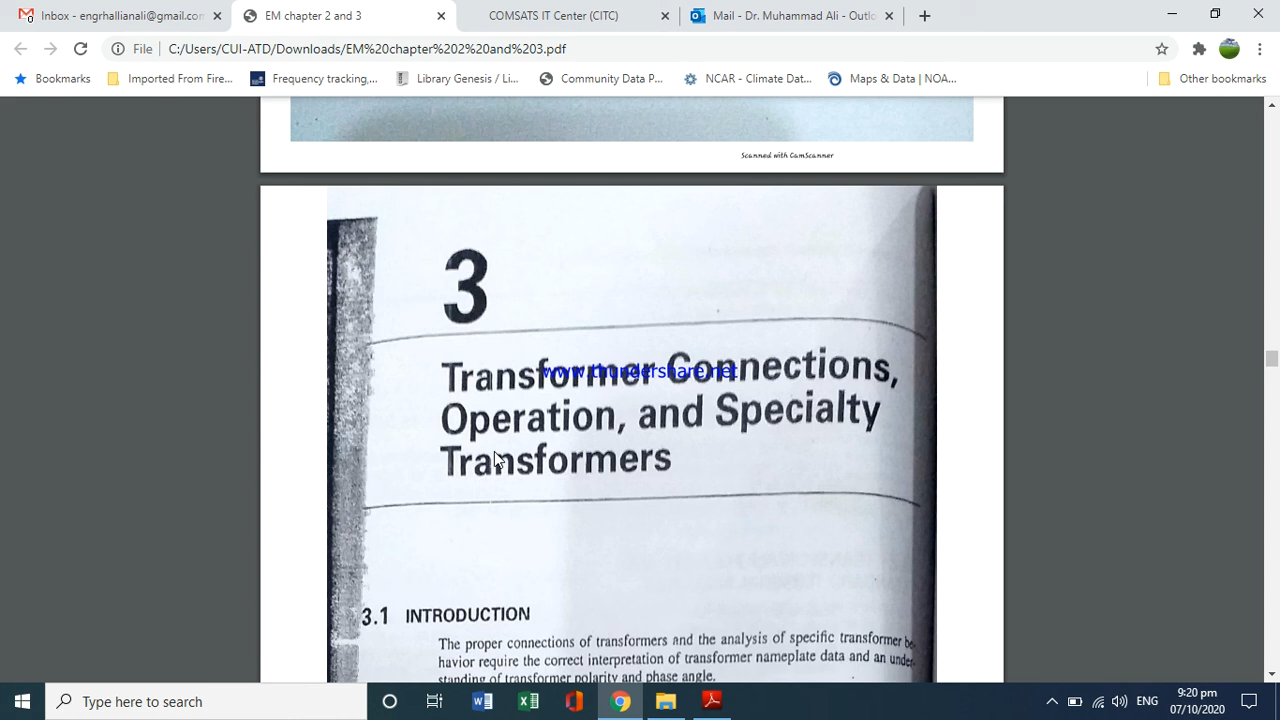 Inbox - engrhallianali@gmail.com
EM chapter 2 and 3
COMSATS IT Center (CITC)
Mail - Dr. Muhammad Ali - Outlo
File
C:/Users/CUI-ATD/Downloads/EM%20chapter%202%20and%203.pdf
Bookmarks
Imported From Fire...
Frequency tracking,...
Library Genesis / Li...
Community Data P...
NCAR - Climate Dat...
Maps & Data | NOA...
Other bookmarks
Scanned with CamScanner
3
Transformer Connections,
www.thundershare.net
Operation, and Specialty
Transformers
3.1 INTRODUCTION
The proper connections of transformers and the analysis of specific transformer be-
havior require the correct interpretation of transformer nameplate data and an under-
standing of transformer polarity and phase angle.
Type here to search
ENG
9:20 pm
07/10/2020